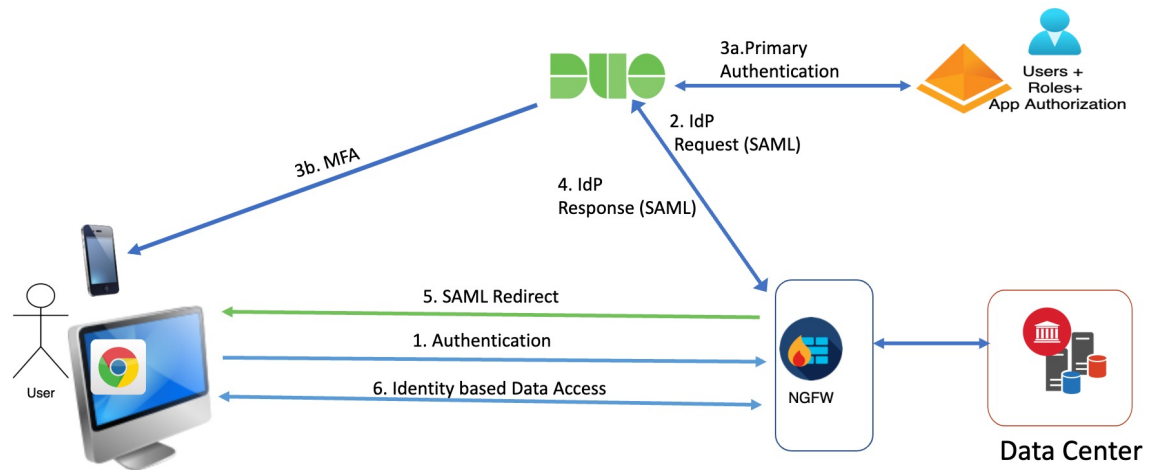 DUO
3a.Primary
Authentication
Users +
Roles+
App Authorization
2. IdP
Request (SAML)
3b. MFA
4. IdP
Response (SAML)
5. SAML Redirect
1. Authentication
6. Identity based Data Access
User
NGFW
Data Center